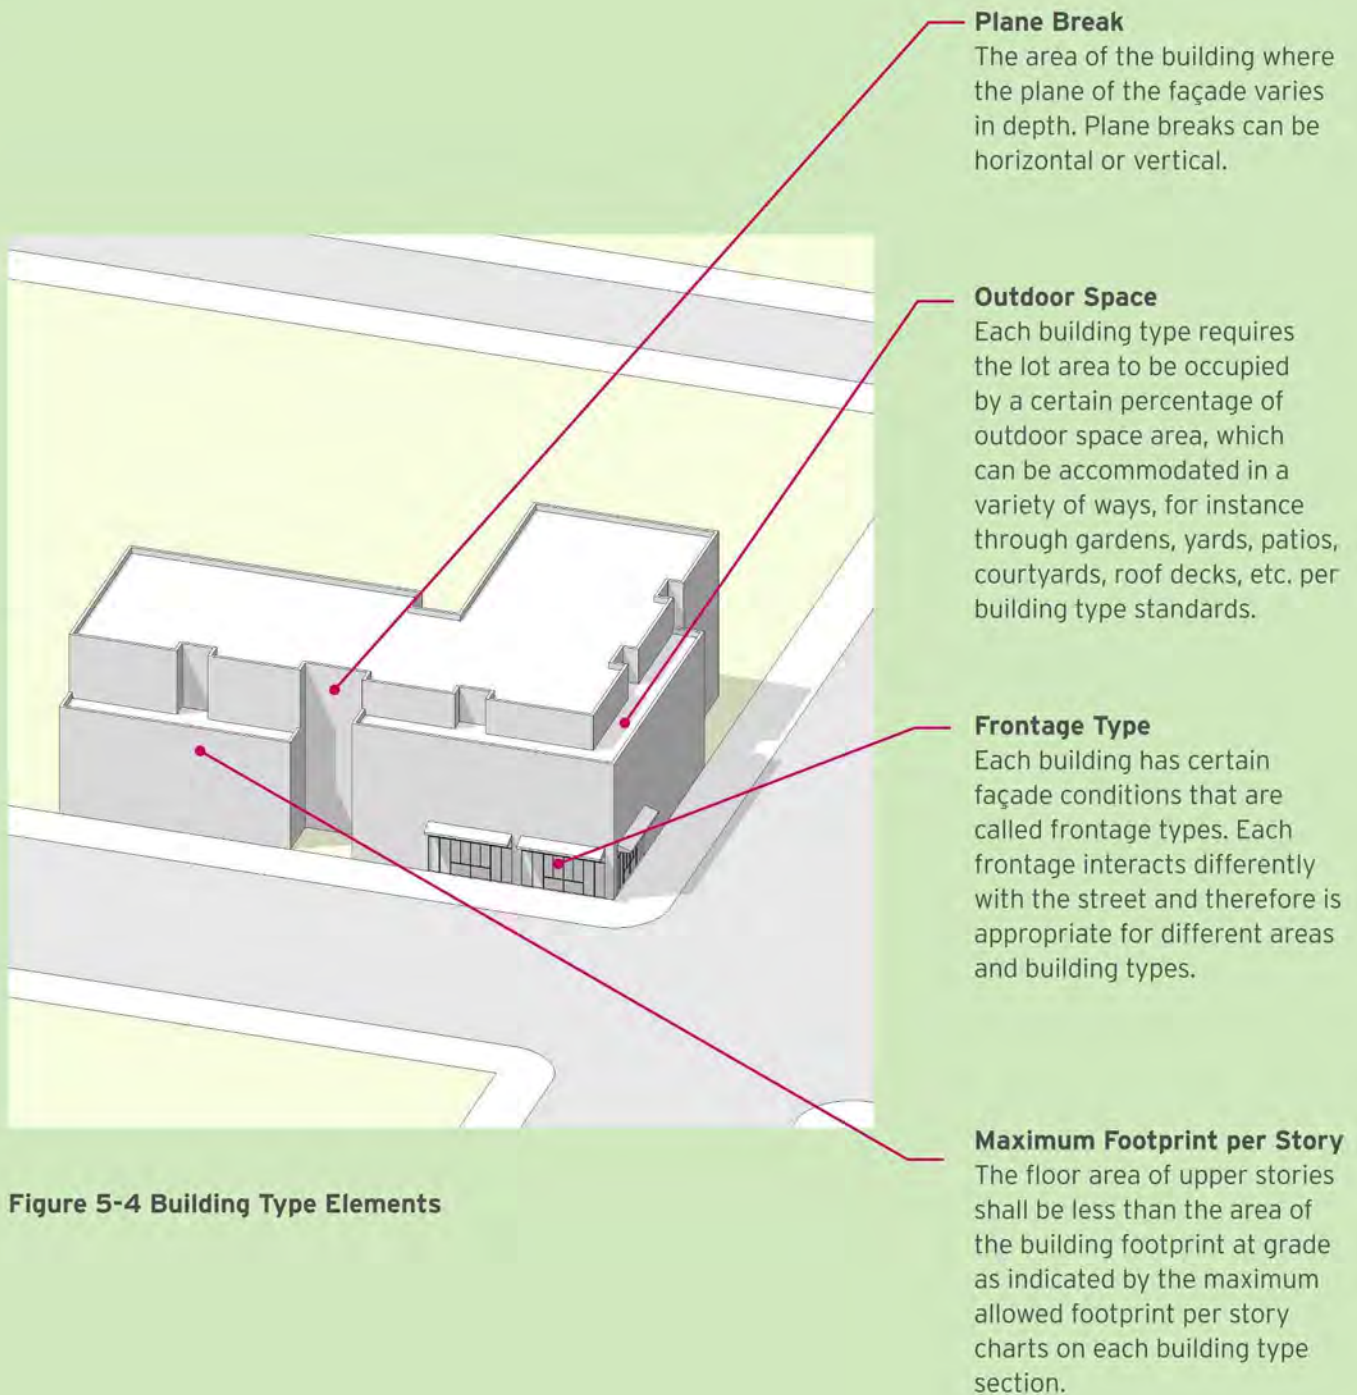 Plane Break
The area of the building where
the plane of the façade varies
in depth. Plane breaks can be
horizontal or vertical.
Outdoor Space
Each building type requires
the lot area to be occupied
by a certain percentage of
outdoor space area, which
can be accommodated in a
variety of ways, for instance
through gardens, yards, patios,
courtyards, roof decks, etc. per
building type standards.
Frontage Type
Each building has certain
façade conditions that are
called frontage types. Each
frontage interacts differently
with the street and therefore is
appropriate for different areas
and building types.
Maximum Footprint per Story
The floor area of upper stories
shall be less than the area of
the building footprint at grade
as indicated by the maximum
allowed footprint per story
charts on each building type
section.
Figure 5-4 Building Type Elements